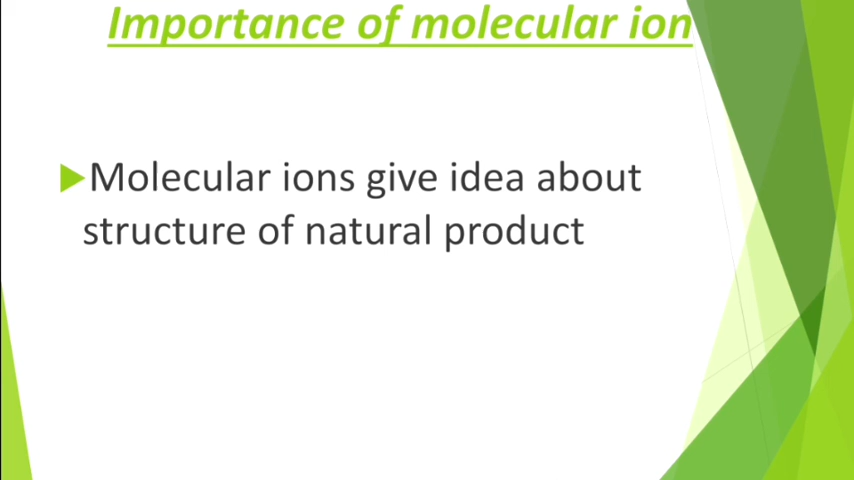 Importance of molecular ion
Molecular ions give idea about
structure of natural product